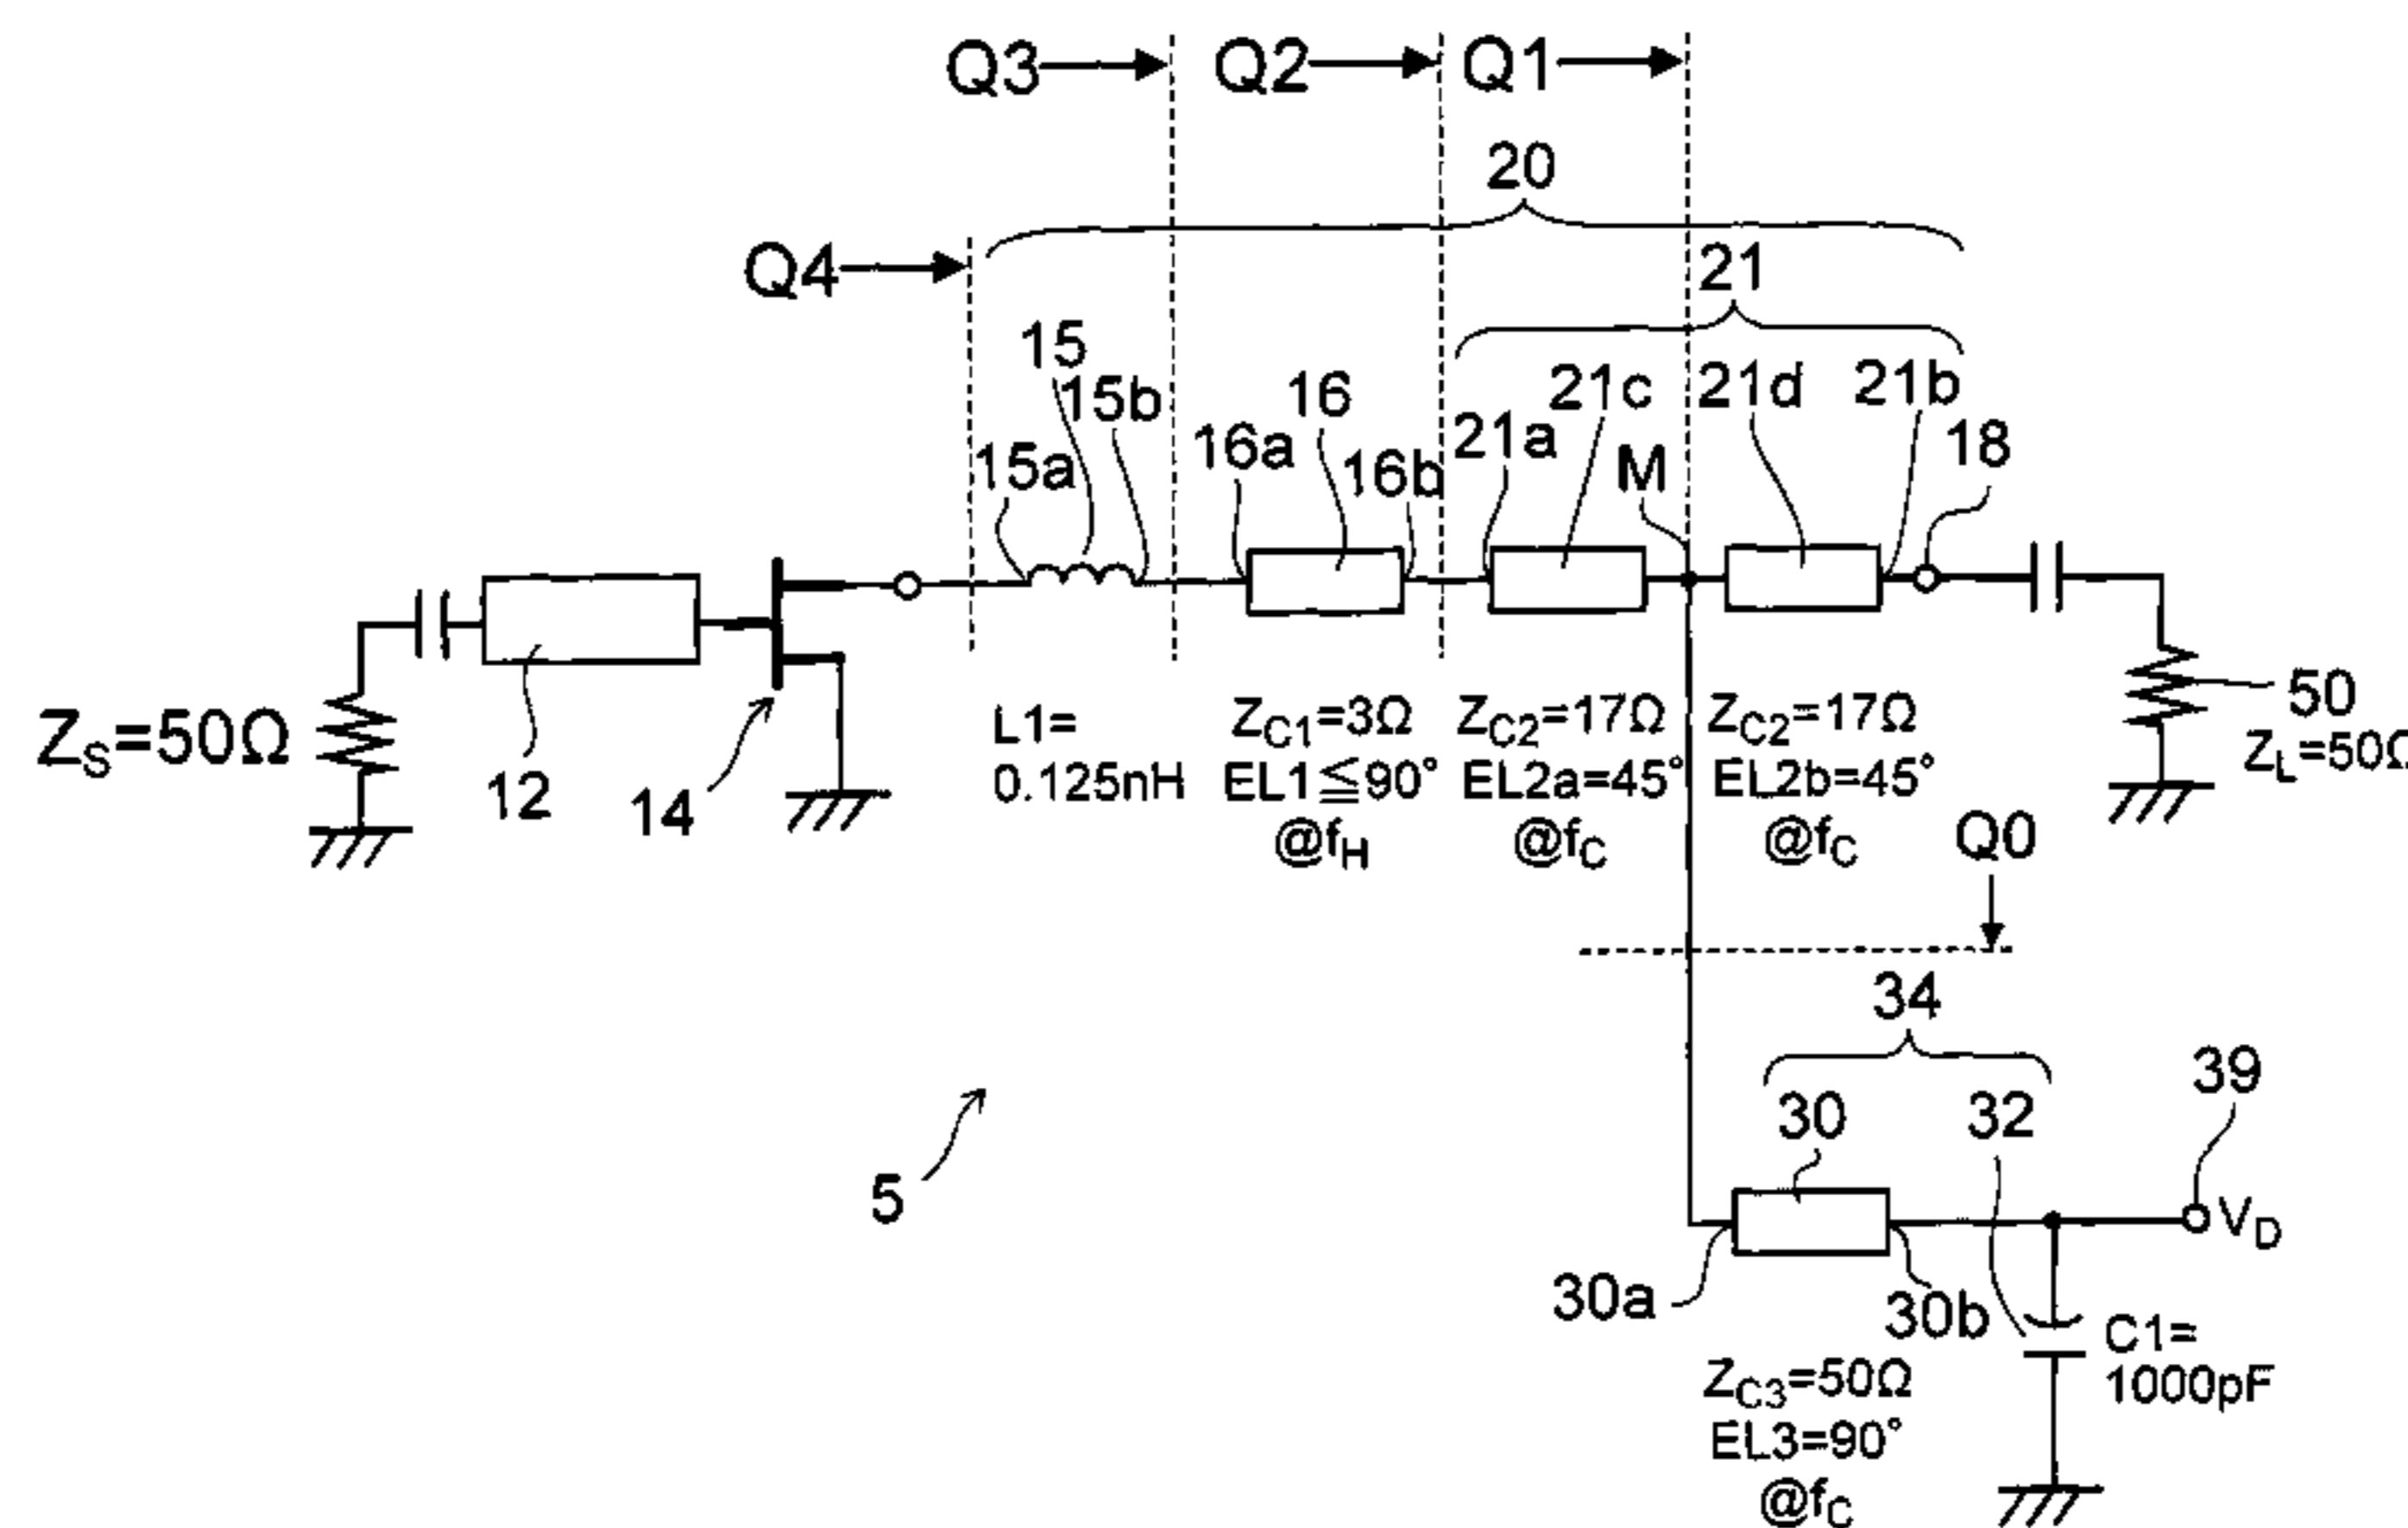 Q3
Q2
Q1
20
Q4
21
15
15b
16
21c
21d
21b
15a
16a
16b
21a
M
18
Z_S=50Ω
12
14
L1=
0.125nH
Z_C1=3Ω
EL1≦90°
@f_H
Z_C2=17Ω
EL2a=45°
@f_C
Z_C2=17Ω
EL2b=45°
@f_C
50
Z_L=50Ω
Q0
34
30
32
39
5
V_D
30a
30b
C1=
1000pF
Z_C3=50Ω
EL3=90°
@f_C